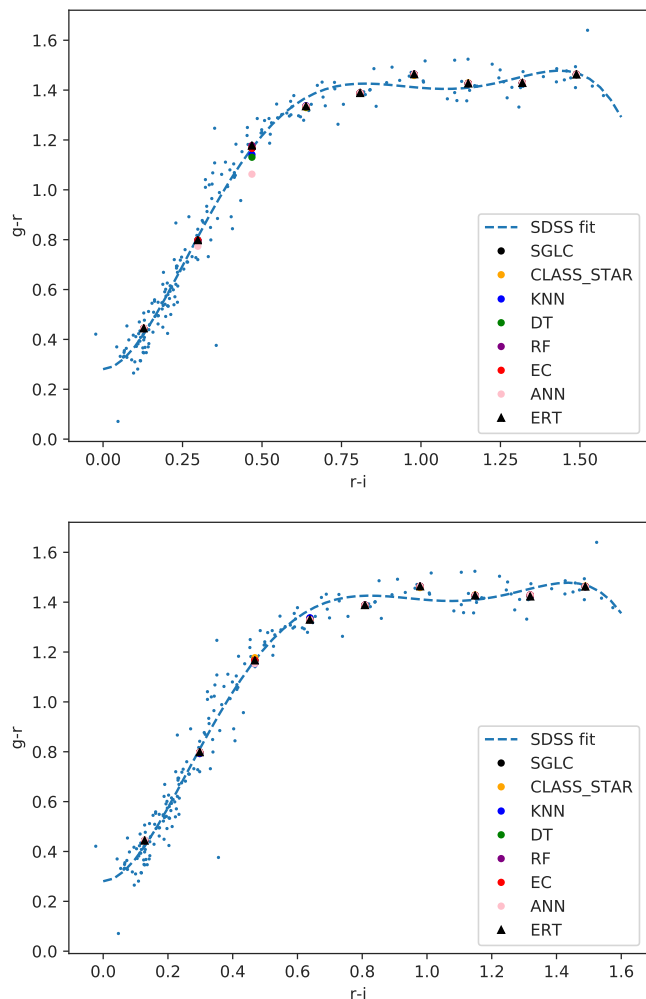 1.6
1.4
1.2
1.0
0.8
0.6
0.4
0.2
0.0
g-r
SDSS fit
SGLC
CLASS_STAR
KNN
DT
RF
EC
ANN
ERT
0.00 0.25 0.50 0.75 1.00 1.25 1.50
r-i
1.6
1.4
1.2
1.0
0.8
0.6
0.4
0.2
0.0
g-r
SDSS fit
SGLC
CLASS_STAR
KNN
DT
RF
EC
ANN
ERT
0.0 0.2 0.4 0.6 0.8 1.0 1.2 1.4 1.6
r-i